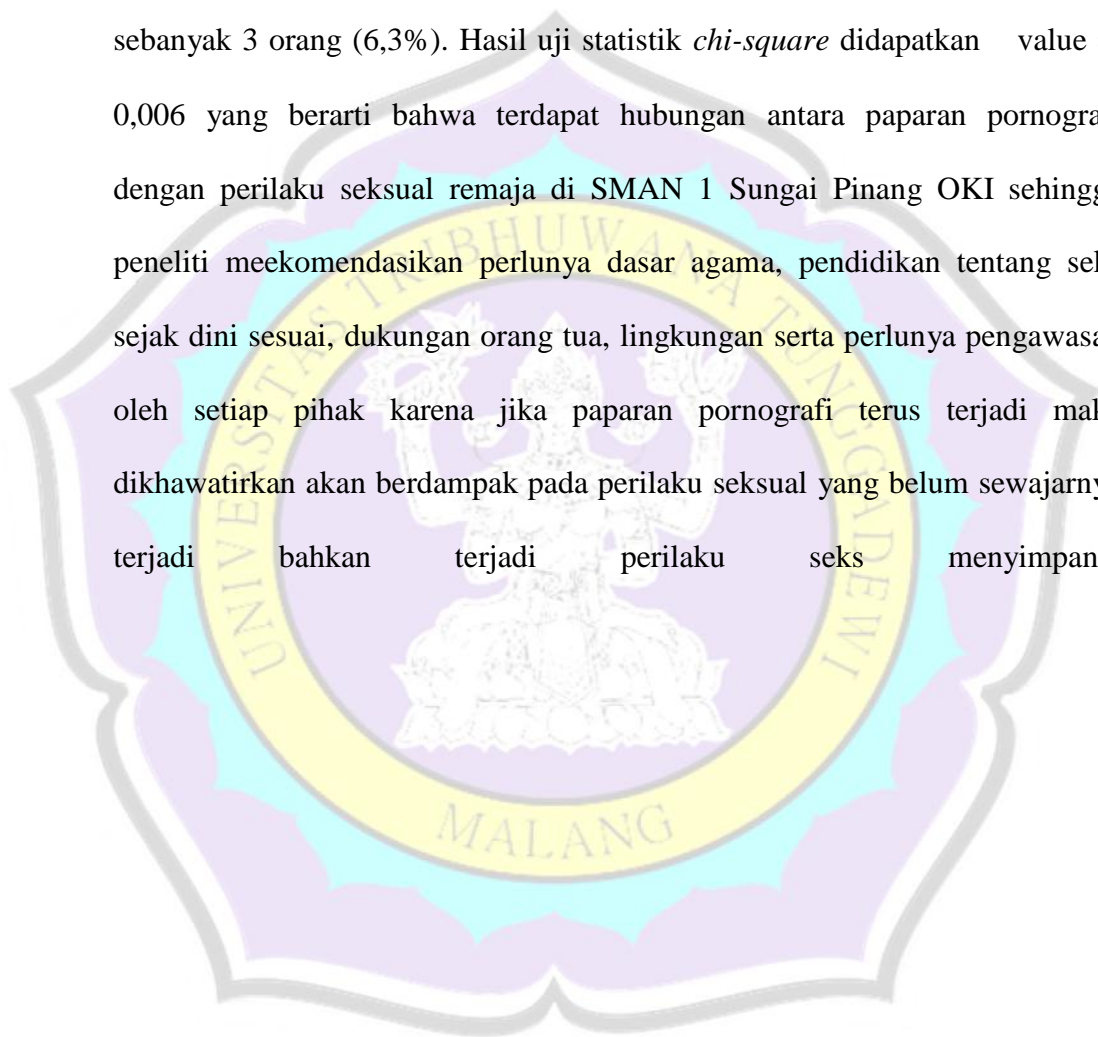 sebanyak 3 orang (6,3%). Hasil uji statistik chi-square didapatkan value
0,006 yang berarti bahwa terdapat hubungan antara paparan pornogra
dengan perilaku seksual remaja di SMAN 1 Sungai Pinang OKI sehingg
peneliti meekomendasikan perlunya dasar agama, pendidikan tentang sek
sejak dini sesuai, dukungan orang tua, lingkungan serta perlunya pengawasa
oleh setiap pihak karena jika paparan pornografi terus terjadi mak
dikhawatirkan akan berdampak pada perilaku seksual yang belum sewajarny
terjadi bahkan terjadi perilaku seks menyimpan
UNIVERSITAS TRIBHUWANA TUNGGADEWI
MALANG